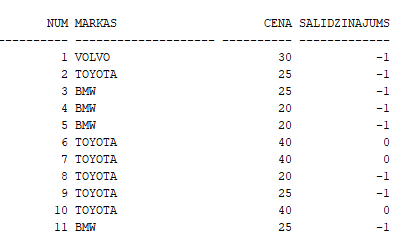 NUM MARKAS CENA SALIDZINAJUMS
---------- -------------------- ---------- -------------
1 VOLVO 30 -1
2 TOYOTA 25 -1
3 BMW 25 -1
4 BMW 20 -1
5 BMW 20 -1
6 TOYOTA 40 0
7 TOYOTA 40 0
8 TOYOTA 20 -1
9 TOYOTA 25 -1
10 TOYOTA 40 0
11 BMW 25 -1